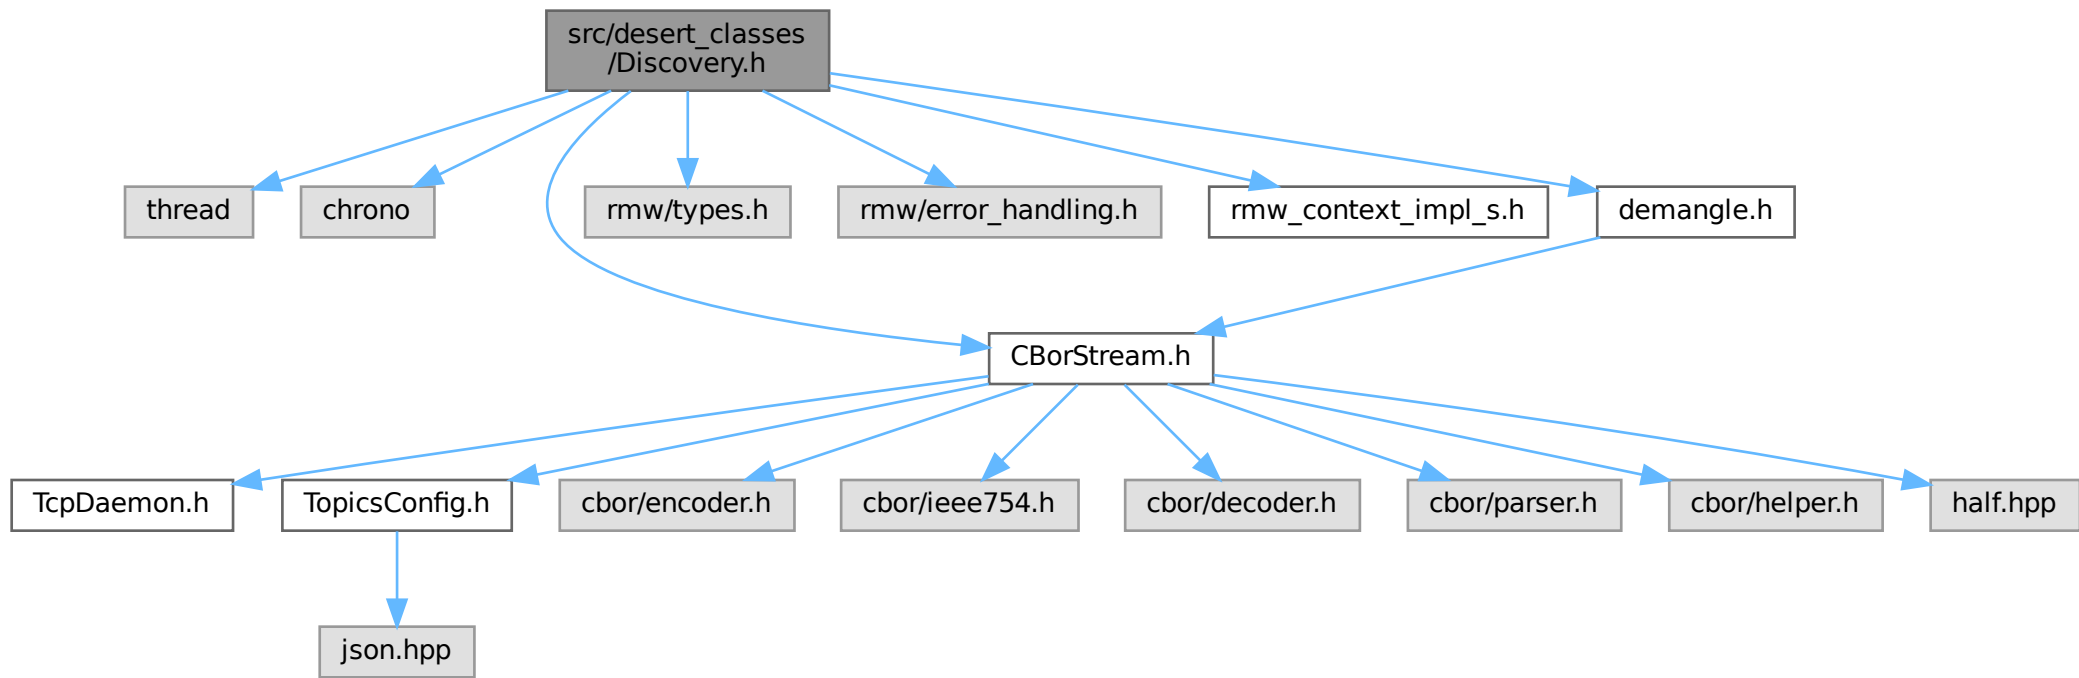 src/desert_classes
/Discovery.h
thread
chrono
rmw/types.h
rmw/error_handling.h
rmw_context_impl_s.h
demangle.h
CBorStream.h
TcpDaemon.h
TopicsConfig.h
cbor/encoder.h
cbor/ieee754.h
cbor/decoder.h
cbor/parser.h
cbor/helper.h
half.hpp
json.hpp